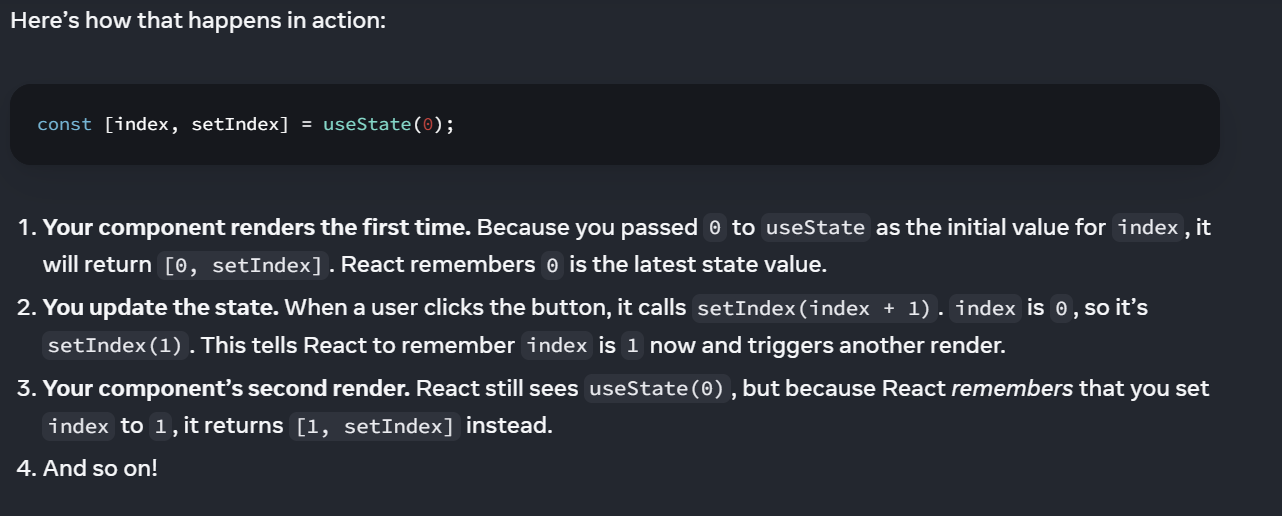 Here’s how that happens in action:
const [index, setIndex] = useState(0);
1. Your component renders the first time. Because you passed 0 to useState as the initial value for index, it
will return [0, setIndex]. React remembers 0 is the latest state value.
2. You update the state. When a user clicks the button, it calls setIndex(index + 1). index is 0, so it’s
setIndex(1). This tells React to remember index is 1 now and triggers another render.
3. Your component’s second render. React still sees useState(0), but because React remembers that you set
index to 1, it returns [1, setIndex] instead.
4. And so on!